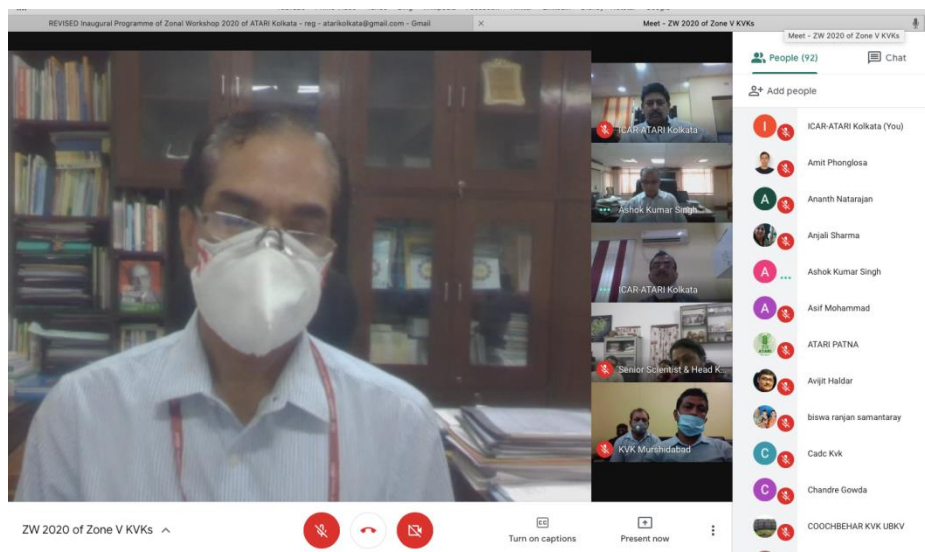 REVISED Inaugural Programme of Zonal Workshop 2020 of ATARI Kolkata - reg - atarikolkata@gmail.com - Gmail
Meet - ZW 2020 of Zone V KVKs
Meet - ZW 2020 of Zone V KVKs
People (92)
Chat
Add people
ICAR-ATARI Kolkata (You)
Amit Phonglosa
Ananth Natarajan
Anjali Sharma
Ashok Kumar Singh
Asif Mohammad
ATARI PATNA
Avijit Haldar
biswa ranjan samantaray
Cadc Kvk
Chandre Gowda
COOCHBEHAR KVK UBKV
I
A
A
A
ATARI
C
C
ICAR-ATARI Kolkata
Ashok Kumar Singh
ICAR-ATARI Kolkata
Senior Scientist & Head K...
KVK Murshidabad
ZW 2020 of Zone V KVKs
CC
Turn on captions
Present now